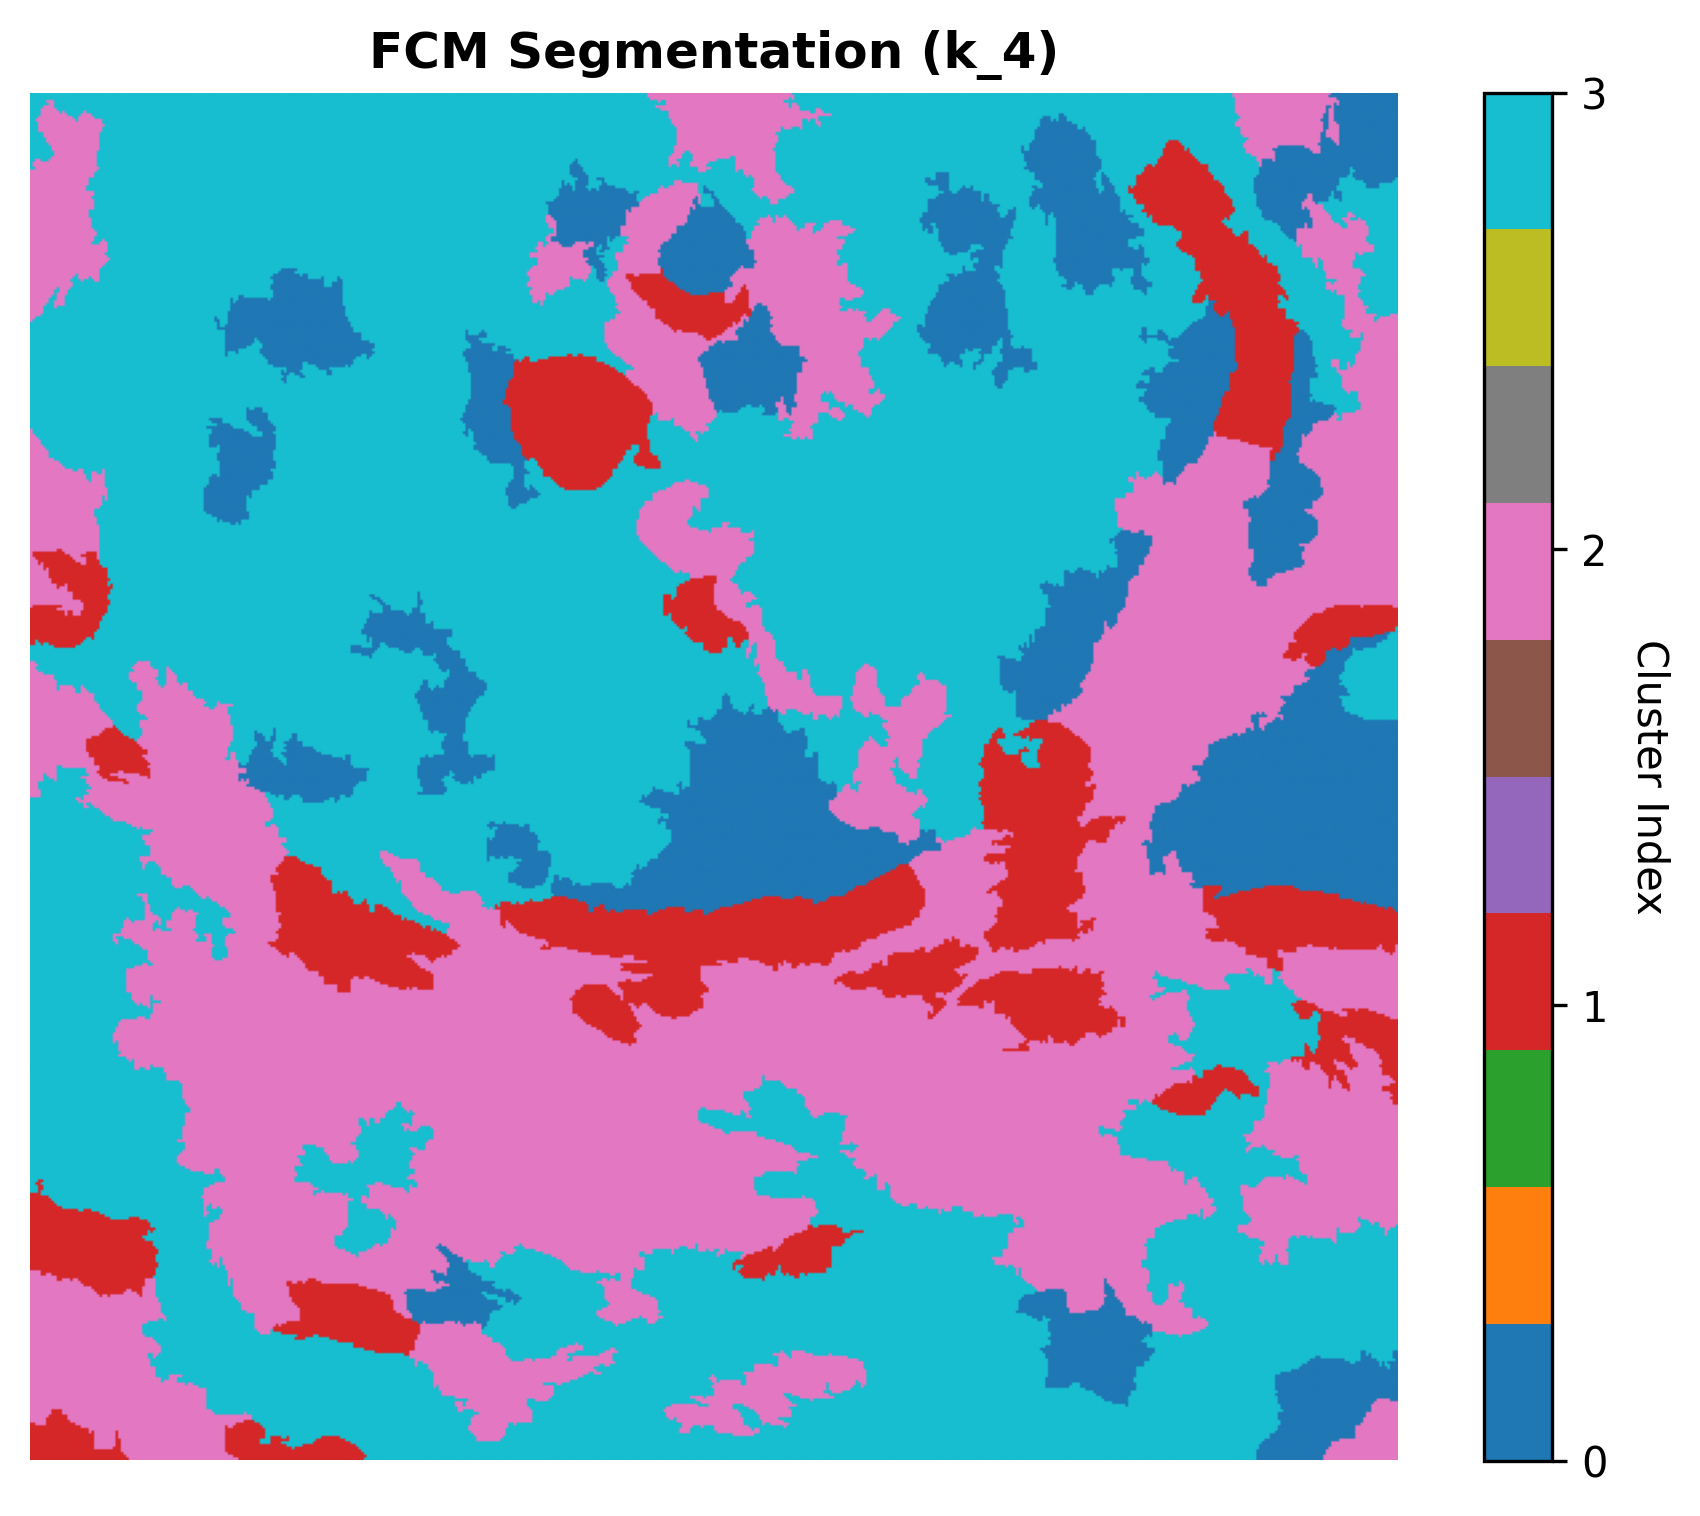 FCM Segmentation (k_4)
3
2
1
0
Cluster Index